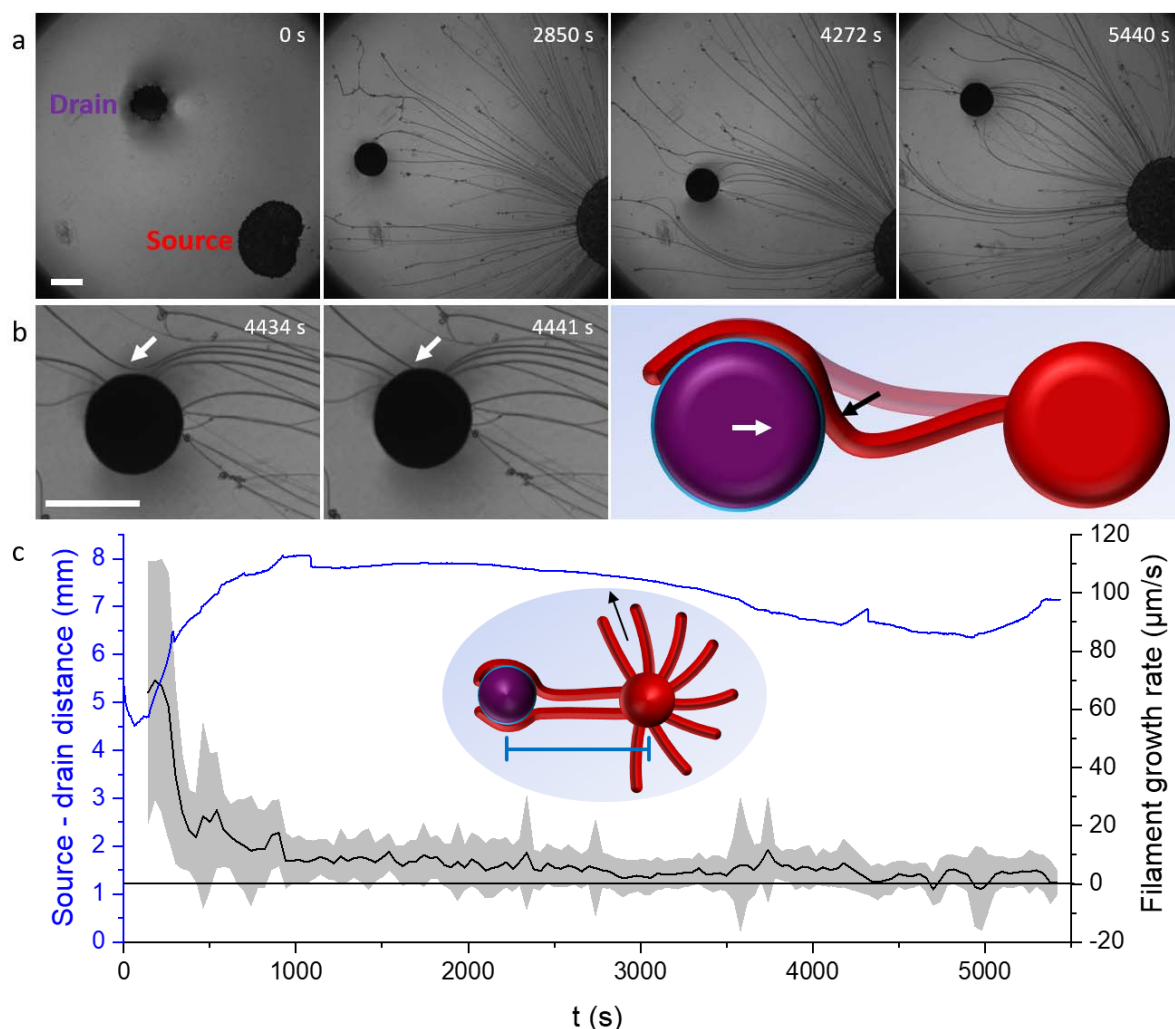 a
0 s
2850 s
4272 s
5440 s
Drain
Source
b
4434 s
4441 s
c
Source - drain distance (mm)
8
7
6
5
4
3
2
1
0
120
100
80
60
40
20
0
-20
Filament growth rate (µm/s)
0
1000
2000
3000
4000
5000
t (s)